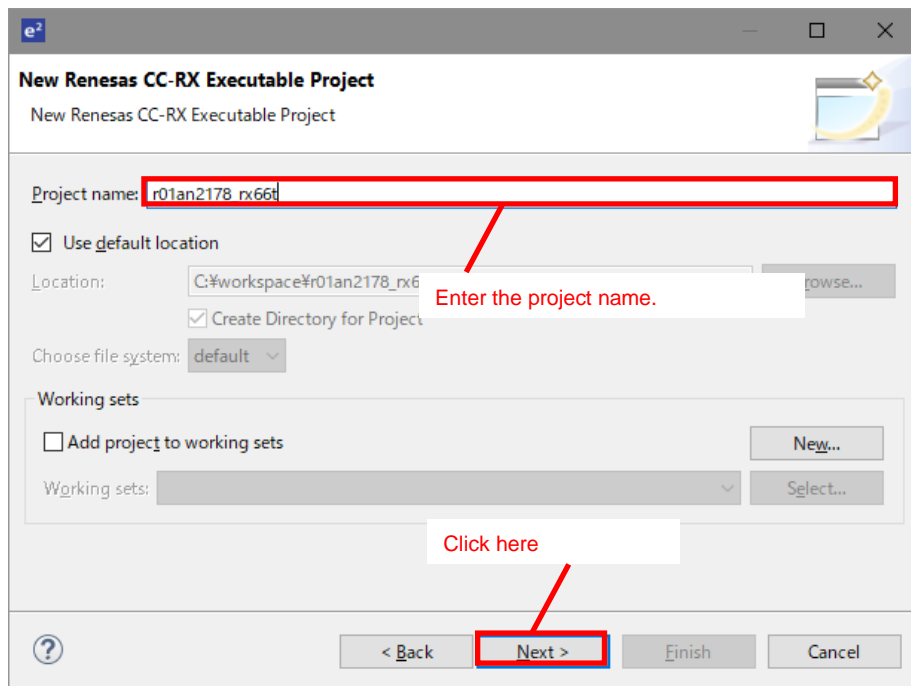 e²
New Renesas CC-RX Executable Project
New Renesas CC-RX Executable Project
Project name: r01an2178_rx66t
Use default location
Location: C:¥workspace¥r01an2178_rx6
Enter the project name.
Create Directory for Project
Choose file system: default
Working sets
Add project to working sets
New...
Working sets:
Select...
Click here
< Back
Next >
Finish
Cancel